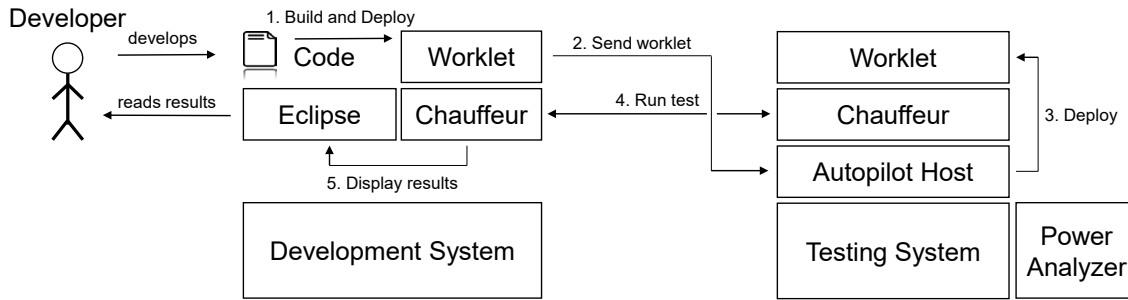 Developer
1. Build and Deploy
develops
Code
Worklet
2. Send worklet
Worklet
reads results
Eclipse
Chauffeur
4. Run test
Chauffeur
3. Deploy
5. Display results
Autopilot Host
Development System
Testing System
Power
Analyzer